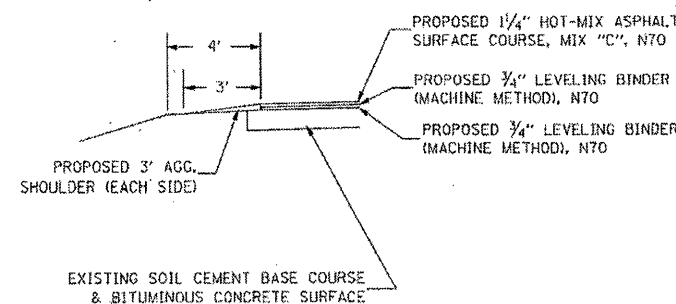 PROPOSED 1¼" HOT-MIX ASPHALT
SURFACE COURSE, MIX "C", N70
4'
3'
PROPOSED ¾" LEVELING BINDER
(MACHINE METHOD), N70
PROPOSED ¾" LEVELING BINDER
(MACHINE METHOD), N70
PROPOSED 3' AGG.
SHOULDER (EACH SIDE)
EXISTING SOIL CEMENT BASE COURSE
& BITUMINOUS CONCRETE SURFACE